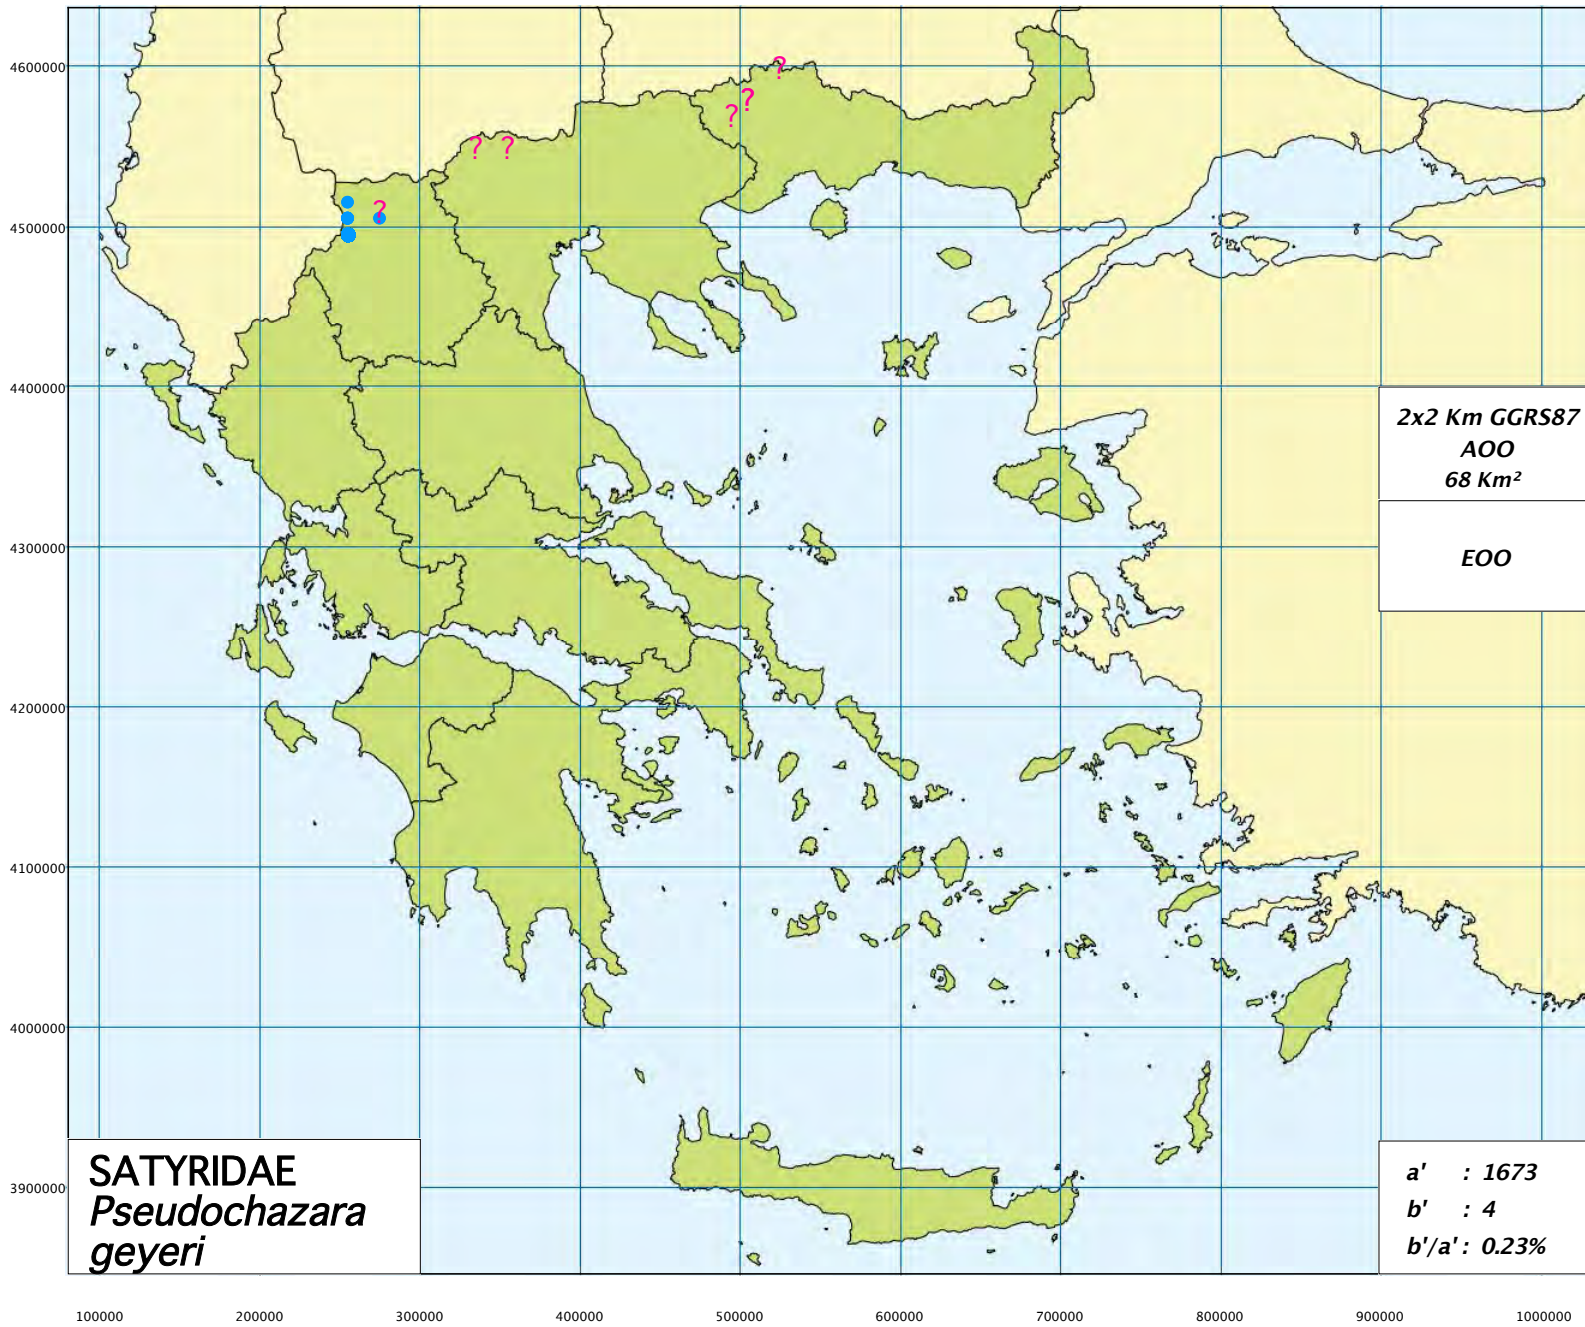 4600000
?
?
?
? ?
?
4500000
4400000
2x2 Km GGRS87
AOO
68 Km²
4300000
EOO
4200000
4100000
4000000
SATYRIDAE
Pseudochazara
geyeri
3900000
a' : 1673
b' : 4
b'/a' : 0.23%
100000 200000 300000 400000 500000 600000 700000 800000 900000 1000000